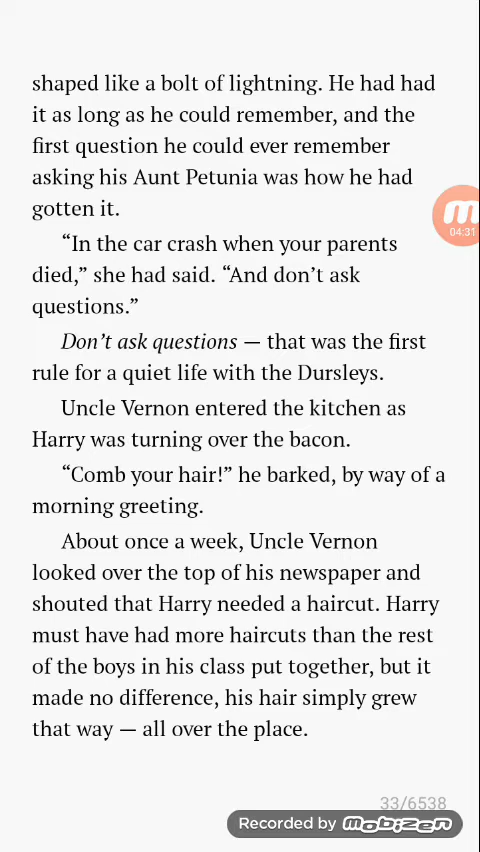 shaped like a bolt of lightning. He had had
it as long as he could remember, and the
first question he could ever remember
asking his Aunt Petunia was how he had
gotten it.
“In the car crash when your parents
died,” she had said. “And don’t ask
questions.”
Don’t ask questions — that was the first
rule for a quiet life with the Dursleys.
Uncle Vernon entered the kitchen as
Harry was turning over the bacon.
“Comb your hair!” he barked, by way of a
morning greeting.
About once a week, Uncle Vernon
looked over the top of his newspaper and
shouted that Harry needed a haircut. Harry
must have had more haircuts than the rest
of the boys in his class put together, but it
made no difference, his hair simply grew
that way — all over the place.
04:31
33/6538
Recorded by mobizen